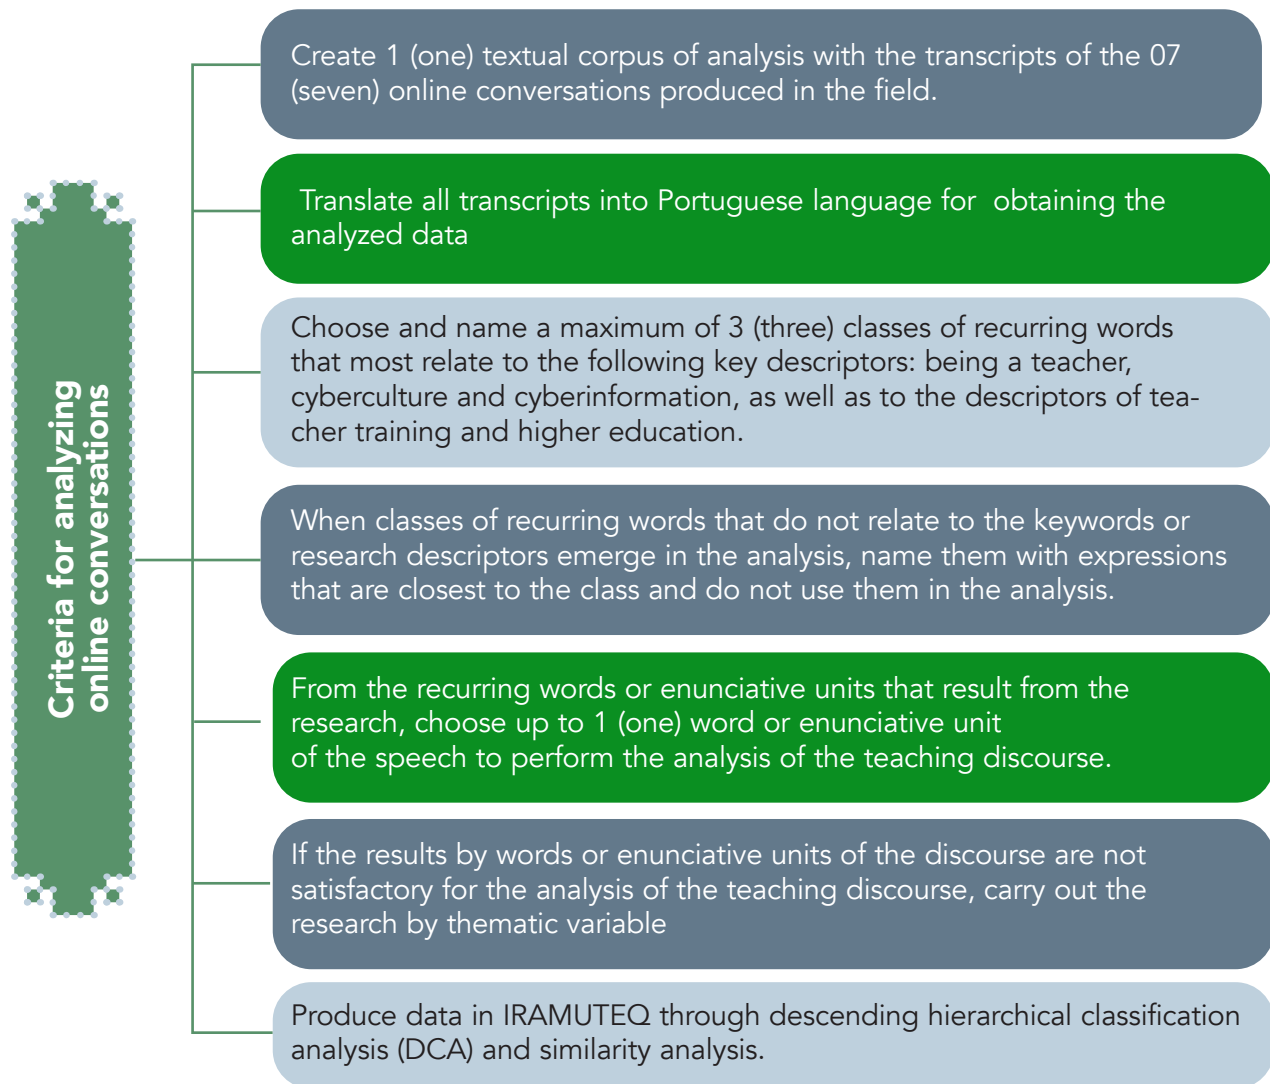 Criteria for analyzing
online conversations
Create 1 (one) textual corpus of analysis with the transcripts of the 07
(seven) online conversations produced in the field.
Translate all transcripts into Portuguese language for obtaining the
analyzed data
Choose and name a maximum of 3 (three) classes of recurring words
that most relate to the following key descriptors: being a teacher,
cyberculture and cyberinformation, as well as to the descriptors of tea-
cher training and higher education.
When classes of recurring words that do not relate to the keywords or
research descriptors emerge in the analysis, name them with expressions
that are closest to the class and do not use them in the analysis.
From the recurring words or enunciative units that result from the
research, choose up to 1 (one) word or enunciative unit
of the speech to perform the analysis of the teaching discourse.
If the results by words or enunciative units of the discourse are not
satisfactory for the analysis of the teaching discourse, carry out the
research by thematic variable
Produce data in IRAMUTEQ through descending hierarchical classification
analysis (DCA) and similarity analysis.